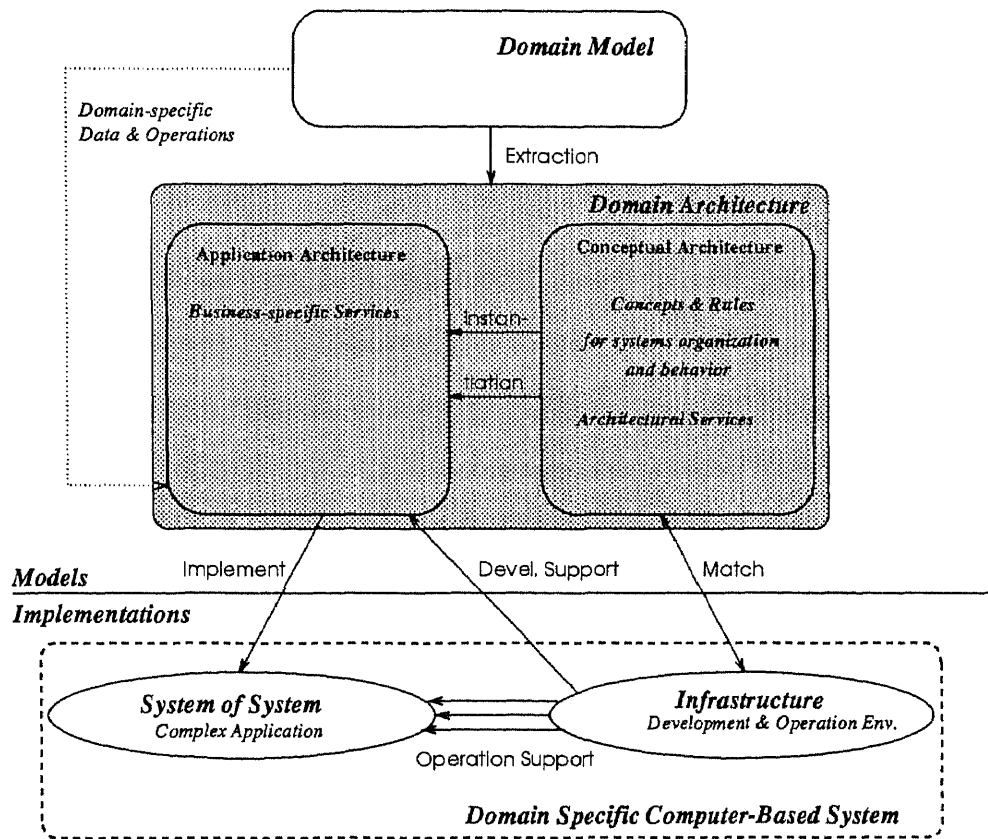 Domain Model
Domain-specific
Data & Operations
Extraction
Domain Architecture
Application Architecture
Business-specific Services
Conceptual Architecture
Concepts & Rules
for systems organization
and behavior
Architectural Services
Instan-
tiation
Implement
Devel. Support
Match
Models
Implementations
System of System
Complex Application
Infrastructure
Development & Operation Env.
Operation Support
Domain Specific Computer-Based System